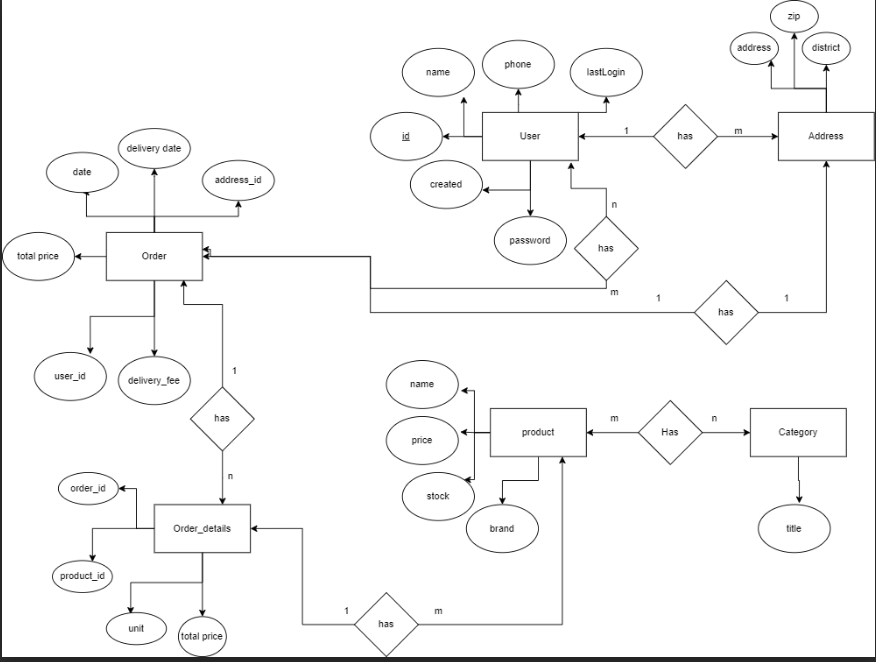 zip
address
district
phone
name
lastLogin
id
User
1
has
m
Address
delivery date
date
address_id
created
n
password
has
total price
Order
m
1
has
1
user_id
delivery_fee
1
name
has
product
m
Has
n
Category
price
n
order_id
stock
Order_details
brand
title
product_id
1
has
m
unit
total price